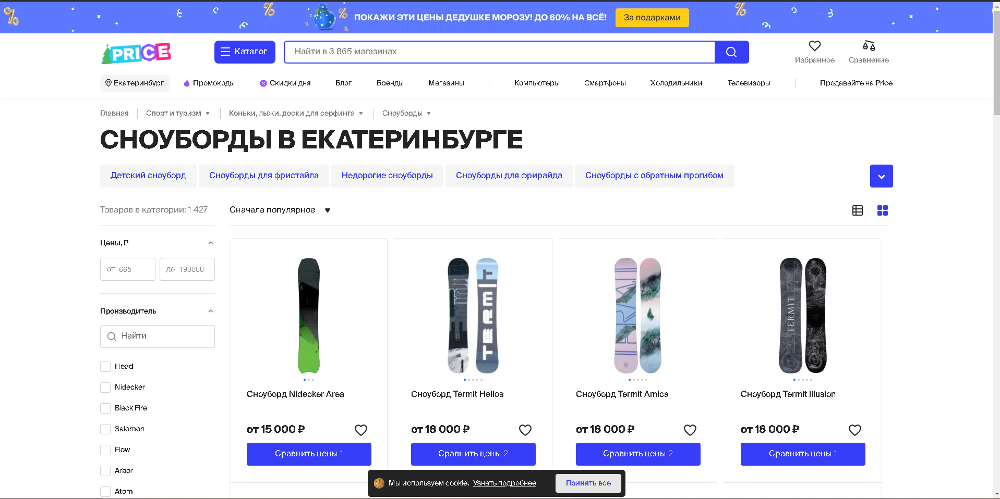 ПОКАЖИ ЭТИ ЦЕНЫ ДЕДУШКЕ МОРОЗУ! ДО 60% НА ВСЁ! За подарками
PRICE
Каталог
Найти в 3 865 магазинах
Избранное
Сравнение
Екатеринбург
Промокоды
Скидки дня
Блог
Бренды
Магазины
Компьютеры
Смартфоны
Холодильники
Телевизоры
Продавайте на Price
Главная
Спорт и туризм
Коньки, лыжи, доски для серфинга
Сноуборды
СНОУБОРДЫ В ЕКАТЕРИНБУРГЕ
Детский сноуборд
Сноуборды для фристайла
Недорогие сноуборды
Сноуборды для фрирайда
Сноуборды с обратным прогибом
Товаров в категории: 1 427
Сначала популярное
Цены, ₽
от 665
до 198000
Производитель
Найти
Head
Nidecker
Black Fire
Salomon
Flow
Arbor
Atom
TERMIT
TERMIT
Сноуборд Nidecker Area
Сноуборд Termit Helios
Сноуборд Termit Amica
Сноуборд Termit Illusion
от 15 000 ₽
от 18 000 ₽
от 18 000 ₽
от 18 000 ₽
Сравнить цены 1
Сравнить цены 2
Сравнить цены 2
Сравнить цены 1
Мы используем cookie. Узнать подробнее
Принять все